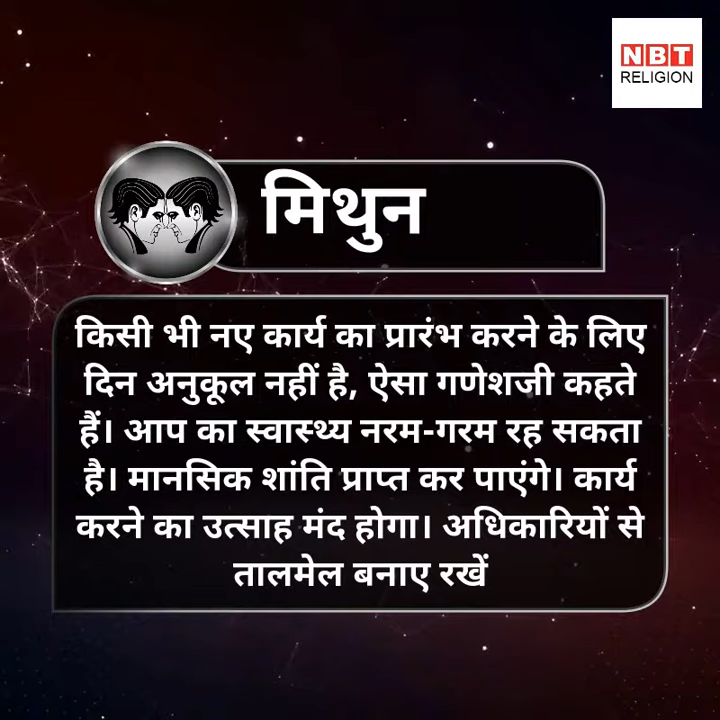 NBT
RELIGION
मिथुन
किसी भी नए कार्य का प्रारंभ करने के लिए
दिन अनुकूल नहीं है, ऐसा गणेशजी कहते
हैं। आप का स्वास्थ्य नरम-गरम रह सकता
है। मानसिक शांति प्राप्त कर पाएंगे। कार्य
करने का उत्साह मंद होगा। अधिकारियों से
तालमेल बनाए रखें